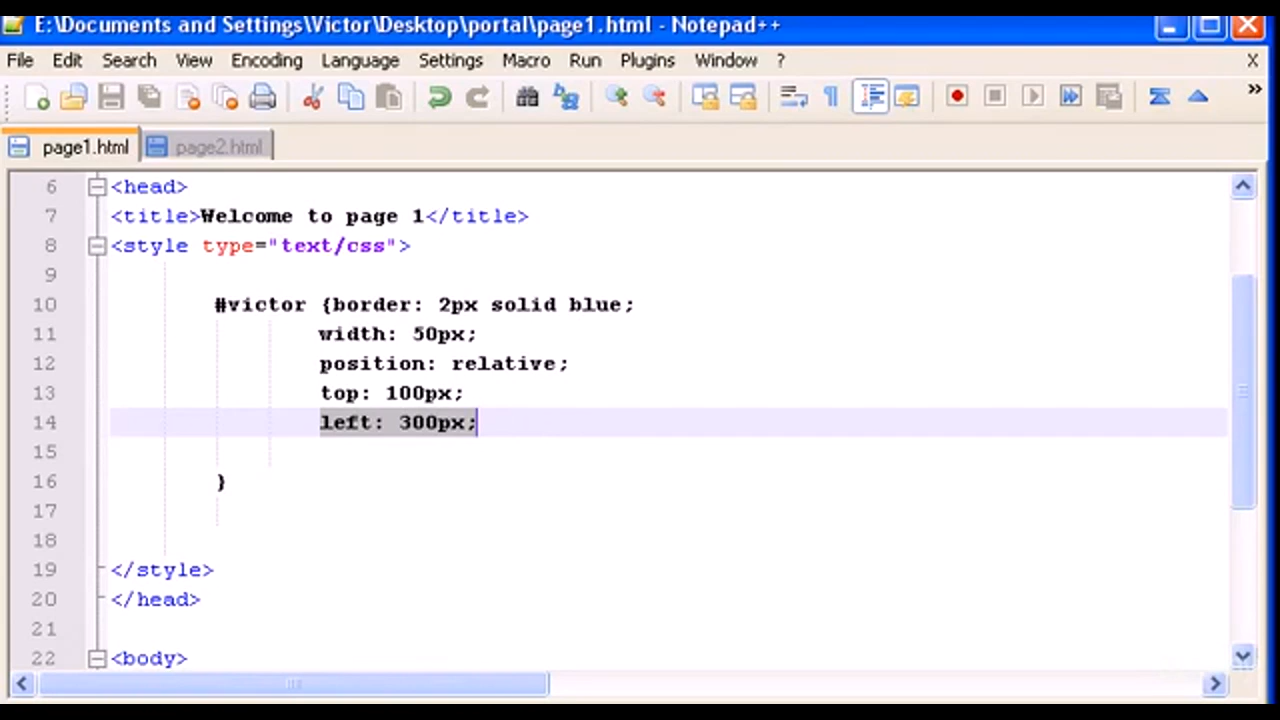 E:\Documents and Settings\Victor\Desktop\portal\page1.html - Notepad++
File Edit Search View Encoding Language Settings Macro Run Plugins Window ? X
page1.html page2.html
6 <head>
7 <title>Welcome to page 1</title>
8 <style type="text/css">
9
10 #victor {border: 2px solid blue;
11 width: 50px;
12 position: relative;
13 top: 100px;
14 left: 300px;
15
16 }
17
18
19 </style>
20 </head>
21
22 <body>